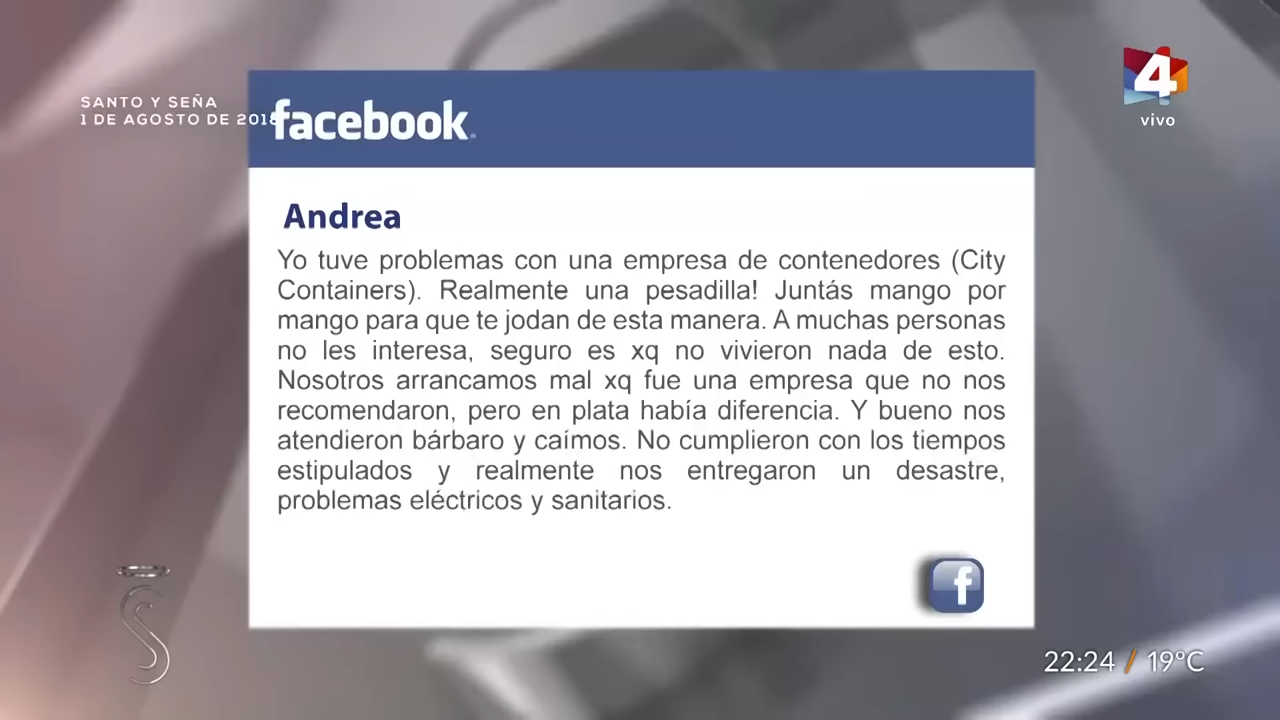 SANTO Y SEÑA
1 DE AGOSTO DE 2018
facebook
4
vivo
Andrea
Yo tuve problemas con una empresa de contenedores (City
Containers). Realmente una pesadilla! Juntás mango por
mango para que te jodan de esta manera. A muchas personas
no les interesa, seguro es xq no vivieron nada de esto.
Nosotros arrancamos mal xq fue una empresa que no nos
recomendaron, pero en plata había diferencia. Y bueno nos
atendieron bárbaro y caímos. No cumplieron con los tiempos
estipulados y realmente nos entregaron un desastre,
problemas eléctricos y sanitarios.
f
S
22:24 / 19°C